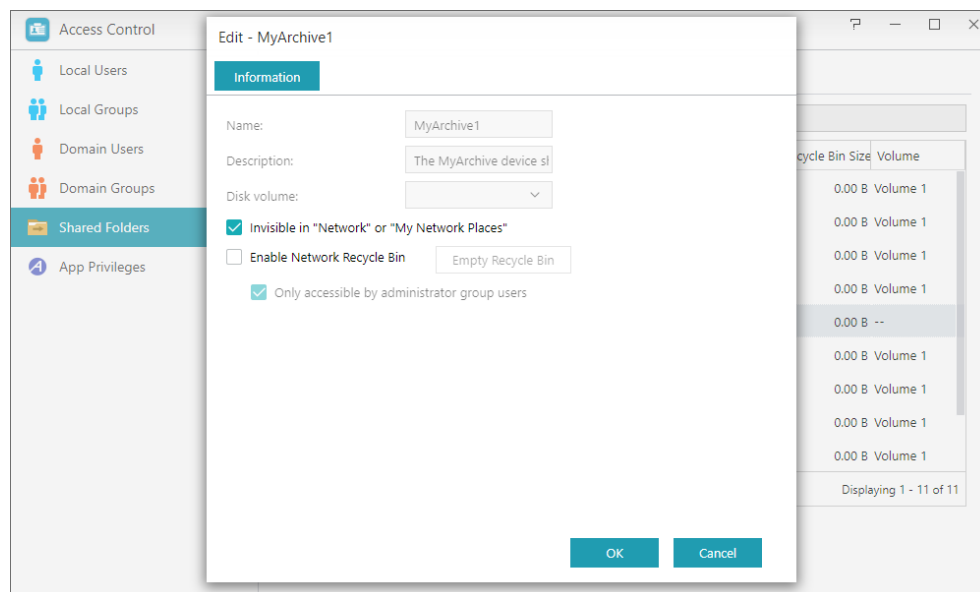 Access Control
Local Users
Local Groups
Domain Users
Domain Groups
Shared Folders
App Privileges
Edit - MyArchive1
Information
Name:
MyArchive1
Description:
The MyArchive device
Disk volume:
Invisible in "Network" or "My Network Places"
Enable Network Recycle Bin
Empty Recycle Bin
Only accessible by administrator group users
OK
Cancel
Bin Size Volume
0.00 B Volume 1
0.00 B Volume 1
0.00 B Volume 1
0.00 B Volume 1
0.00 B --
0.00 B Volume 1
0.00 B Volume 1
0.00 B Volume 1
0.00 B Volume 1
Displaying 1 - 11 of 11